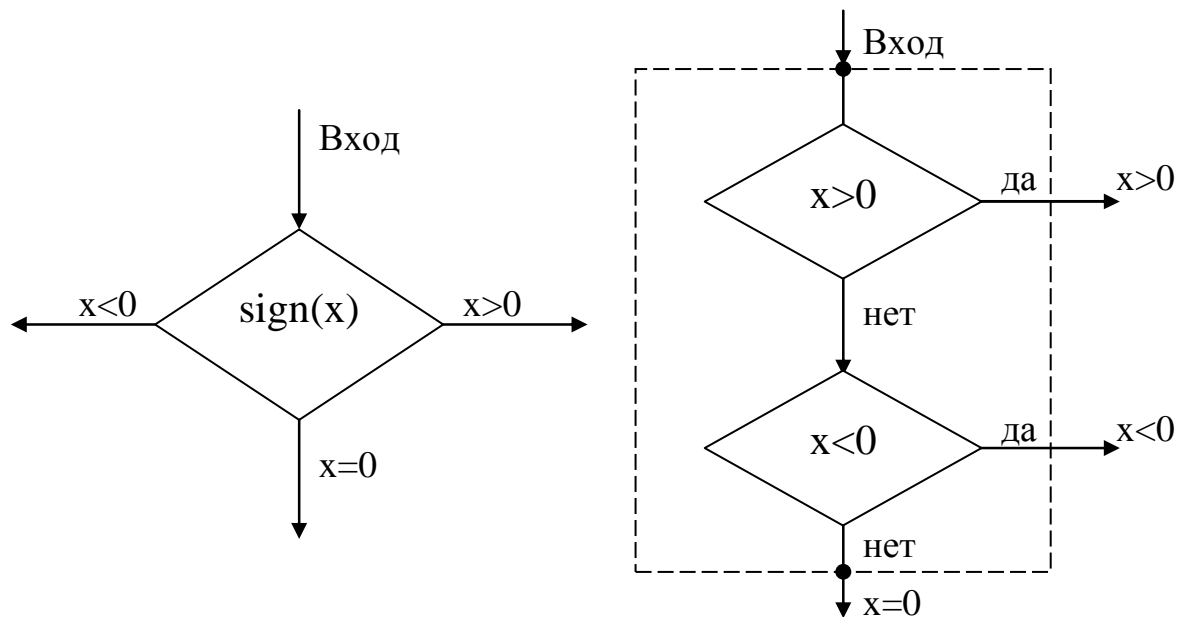 Вход
sign(x)
x<0
x>0
x=0
Вход
x>0
да
x>0
нет
x<0
да
x<0
нет
x=0